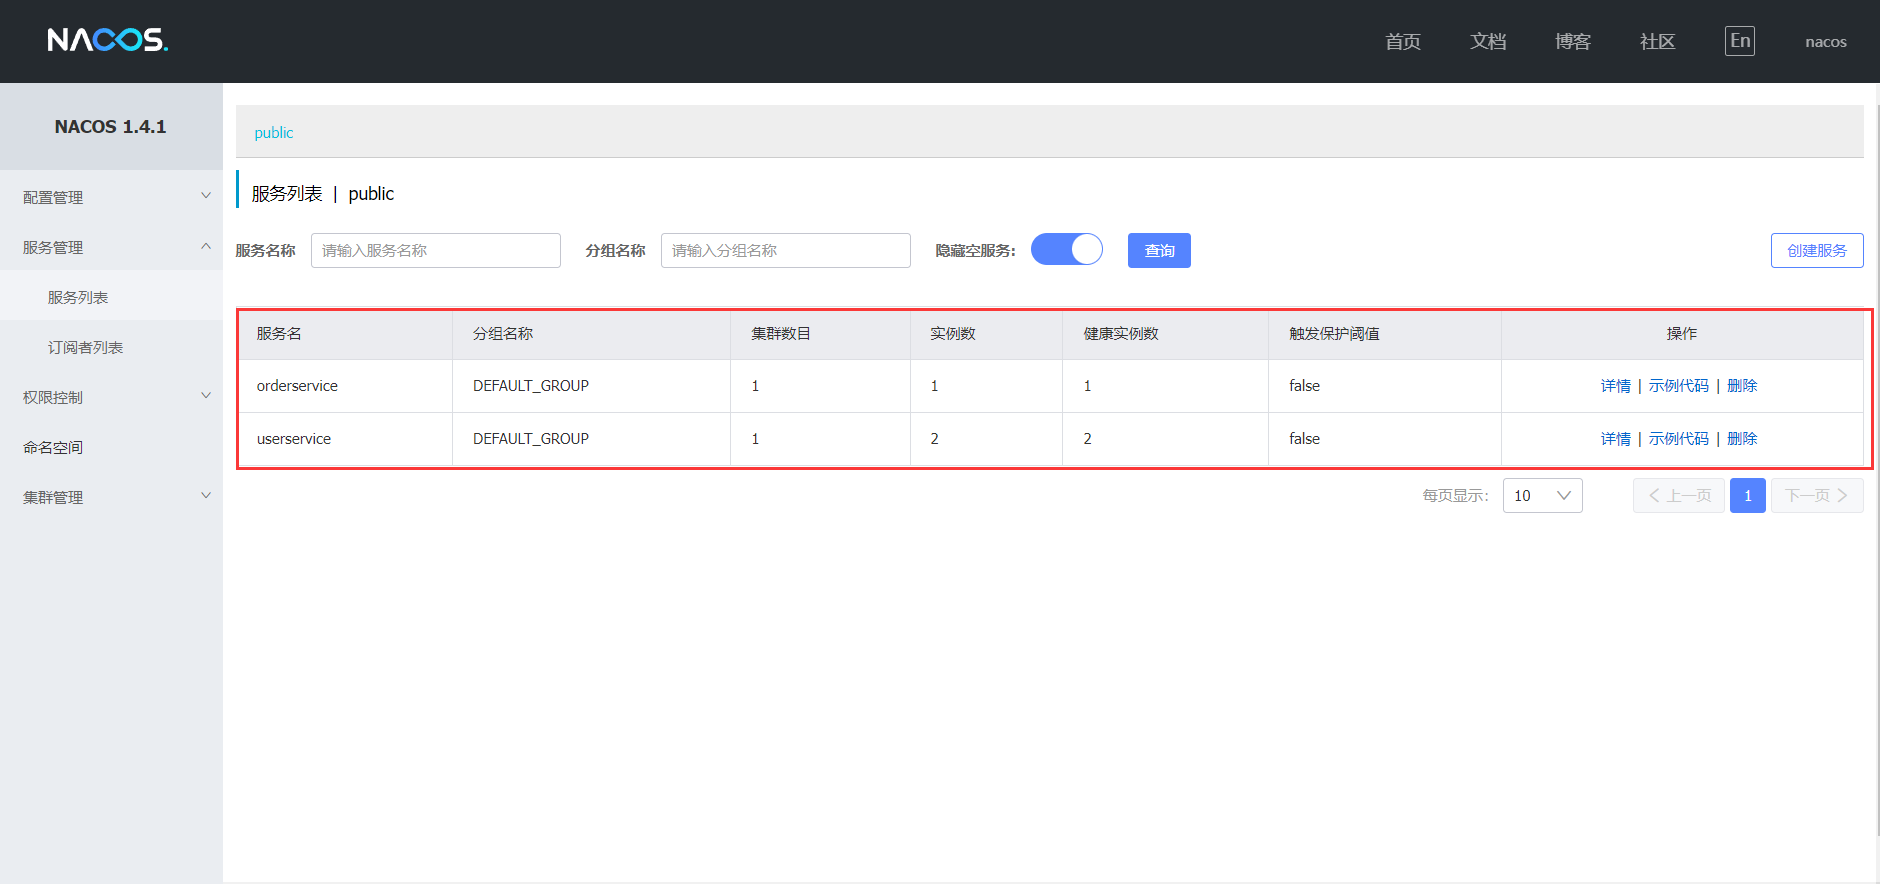 NACOS.
首页 文档 博客 社区 En nacos
NACOS 1.4.1
配置管理
服务管理
服务列表
订阅者列表
权限控制
命名空间
集群管理
public
服务列表 | public
服务名称 请输入服务名称 分组名称 请输入分组名称 隐藏空服务: 查询 创建服务
服务名 分组名称 集群数目 实例数 健康实例数 触发保护阈值 操作
orderservice DEFAULT_GROUP 1 1 1 false 详情 | 示例代码 | 删除
userservice DEFAULT_GROUP 1 2 2 false 详情 | 示例代码 | 删除
每页显示: 10 上一页 1 下一页